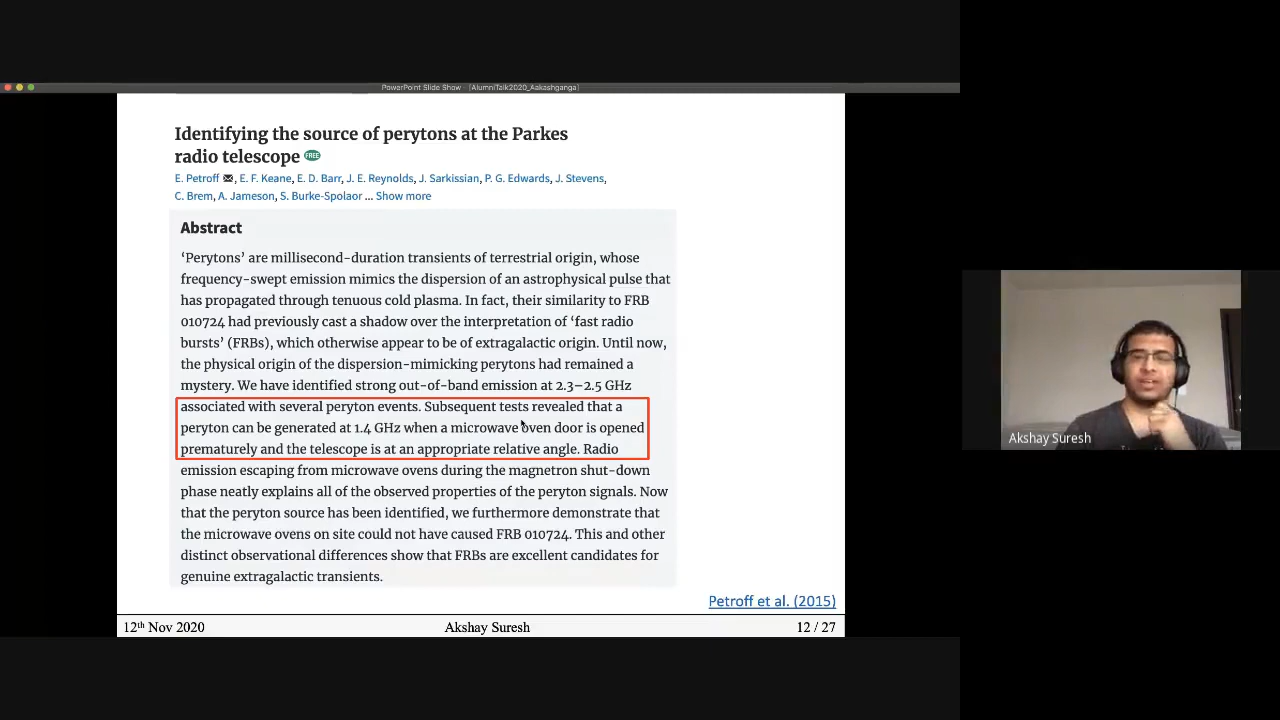 PowerPoint Slide Show - [AlumniTalk2020_Aakashganga]
Identifying the source of perytons at the Parkes
radio telescope FREE
E. Petroff ✉, E. F. Keane, E. D. Barr, J. E. Reynolds, J. Sarkissian, P. G. Edwards, J. Stevens,
C. Brem, A. Jameson, S. Burke-Spolaor ... Show more
Abstract
‘Perytons’ are millisecond-duration transients of terrestrial origin, whose
frequency-swept emission mimics the dispersion of an astrophysical pulse that
has propagated through tenuous cold plasma. In fact, their similarity to FRB
010724 had previously cast a shadow over the interpretation of ‘fast radio
bursts’ (FRBs), which otherwise appear to be of extragalactic origin. Until now,
the physical origin of the dispersion-mimicking perytons had remained a
mystery. We have identified strong out-of-band emission at 2.3–2.5 GHz
associated with several peryton events. Subsequent tests revealed that a
peryton can be generated at 1.4 GHz when a microwave oven door is opened
prematurely and the telescope is at an appropriate relative angle. Radio
emission escaping from microwave ovens during the magnetron shut-down
phase neatly explains all of the observed properties of the peryton signals. Now
that the peryton source has been identified, we furthermore demonstrate that
the microwave ovens on site could not have caused FRB 010724. This and other
distinct observational differences show that FRBs are excellent candidates for
genuine extragalactic transients.
Petroff et al. (2015)
12th Nov 2020
Akshay Suresh
12 / 27
Akshay Suresh